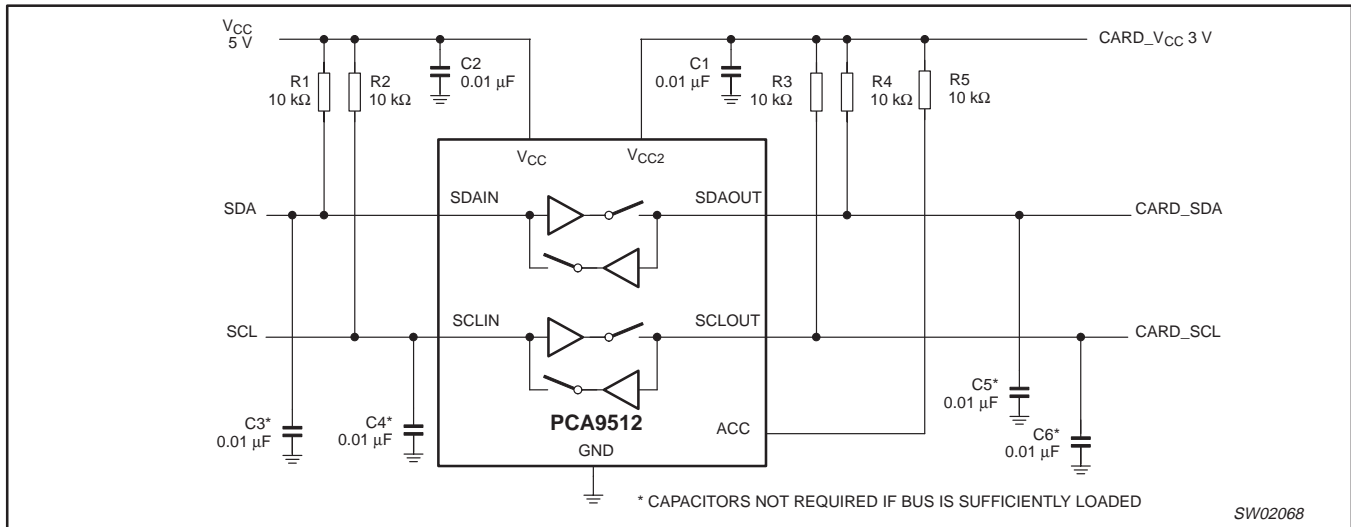 VCC
5 V
CARD_VCC 3 V
R1
10 kΩ
R2
10 kΩ
C2
0.01 µF
C1
0.01 µF
R3
10 kΩ
R4
10 kΩ
R5
10 kΩ
VCC
VCC2
SDA
SDAIN
SDAOUT
CARD_SDA
SCL
SCLIN
SCLOUT
CARD_SCL
C3*
0.01 µF
C4*
0.01 µF
PCA9512
ACC
GND
C5*
0.01 µF
C6*
0.01 µF
* CAPACITORS NOT REQUIRED IF BUS IS SUFFICIENTLY LOADED
SW02068